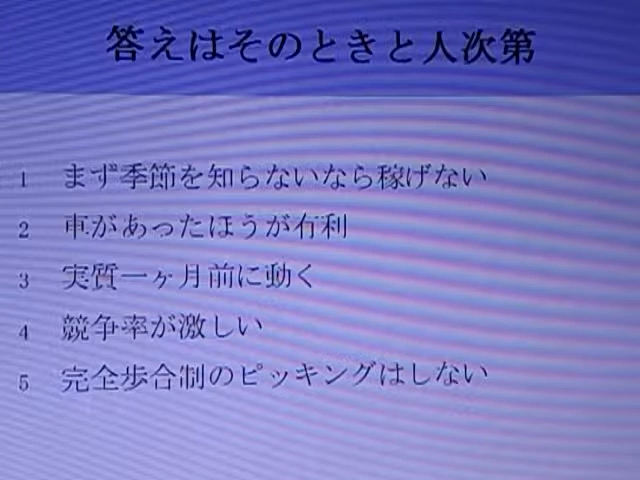 答えはそのときと人次第
1 まず季節を知らないなら稼げない
2 車があったほうが有利
3 実質一ヶ月前に動く
4 競争率が激しい
5 完全歩合制のピッキングはしない